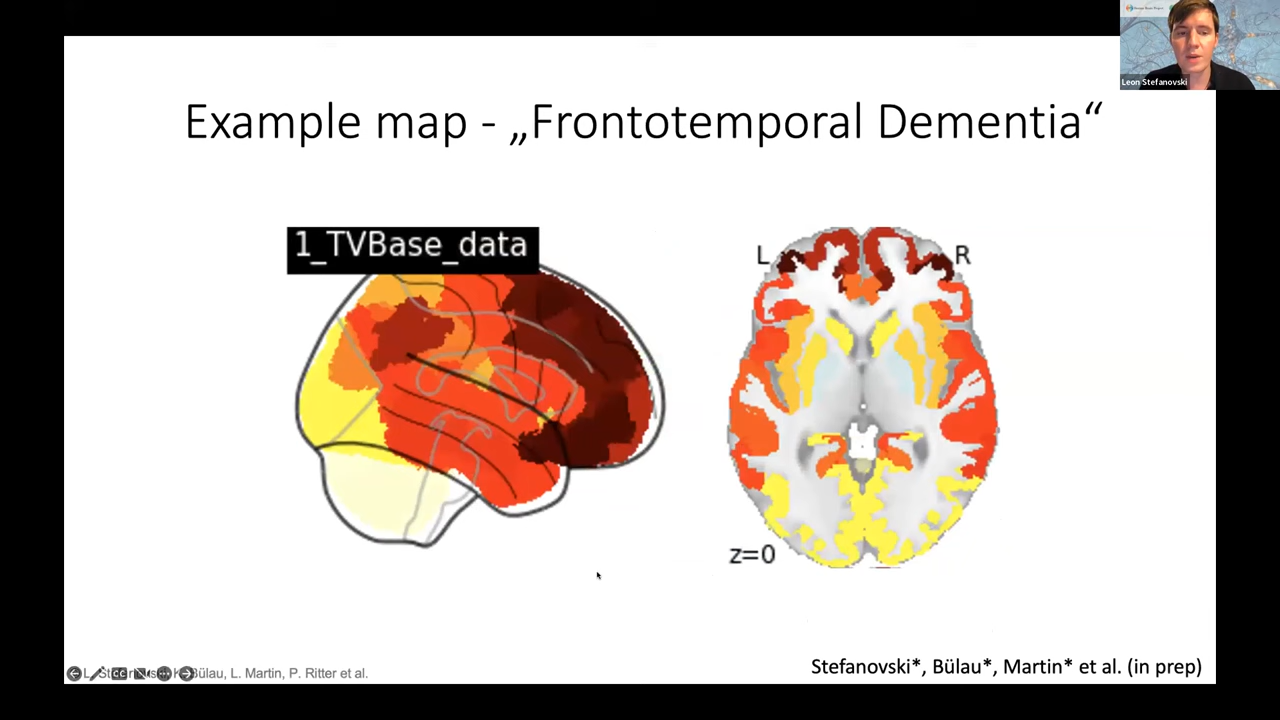 Leon Stefanovski
Example map - „Frontotemporal Dementia“
1_TVBase_data
L
R
z=0
Bülau, L. Martin, P. Ritter et al.
Stefanovski*, Bülau*, Martin* et al. (in prep)